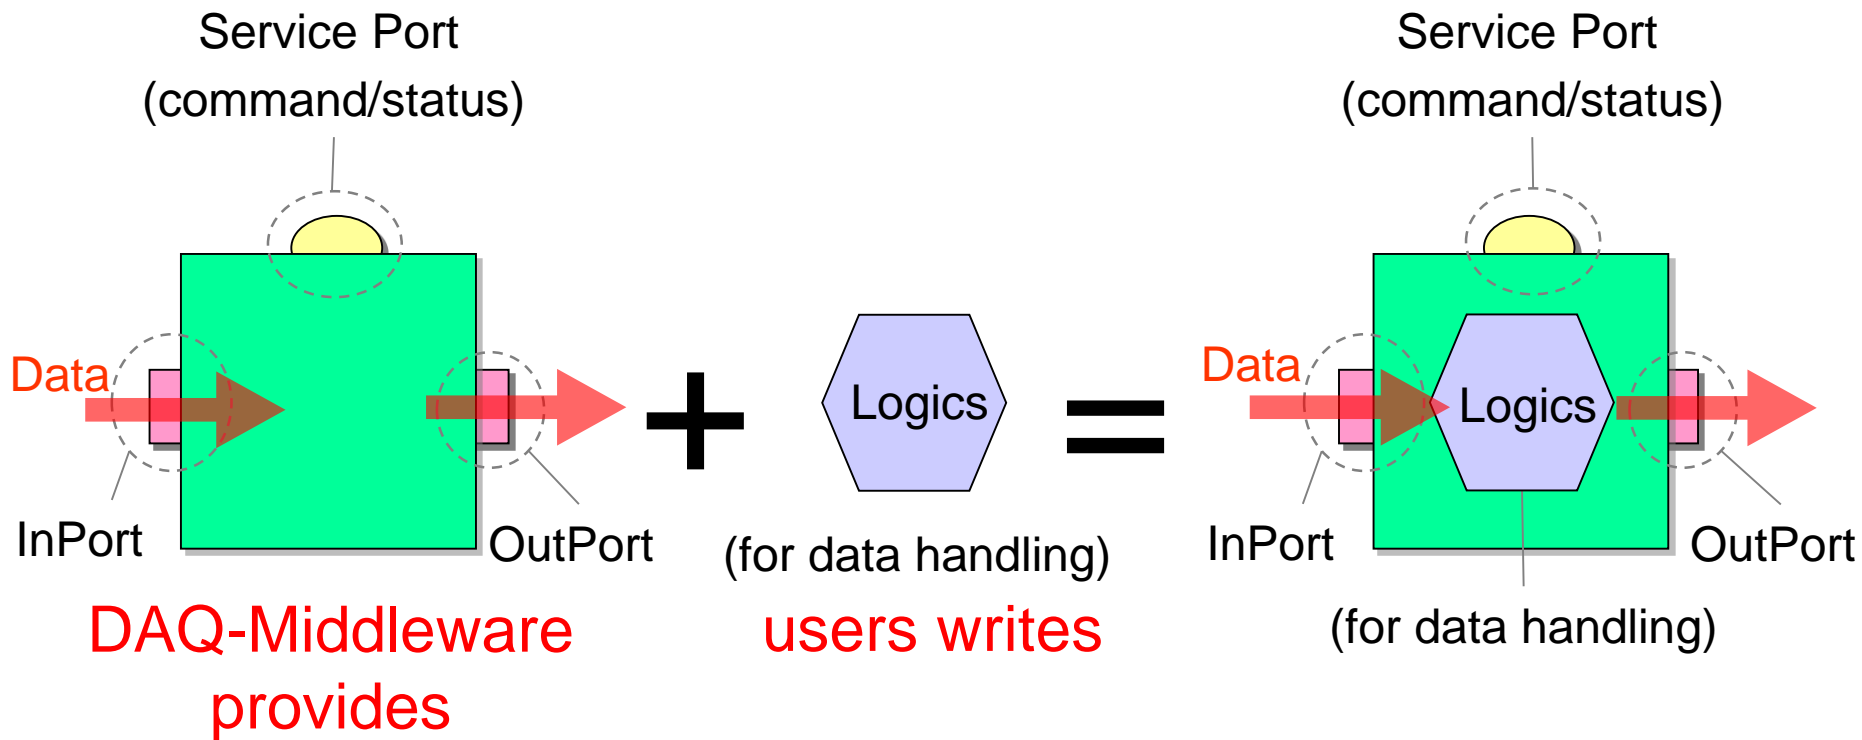 Service Port
(command/status)
Data
InPort
OutPort
DAQ-Middleware
provides
+
Logics
(for data handling)
users writes
=
Service Port
(command/status)
Data
Logics
InPort
OutPort
(for data handling)